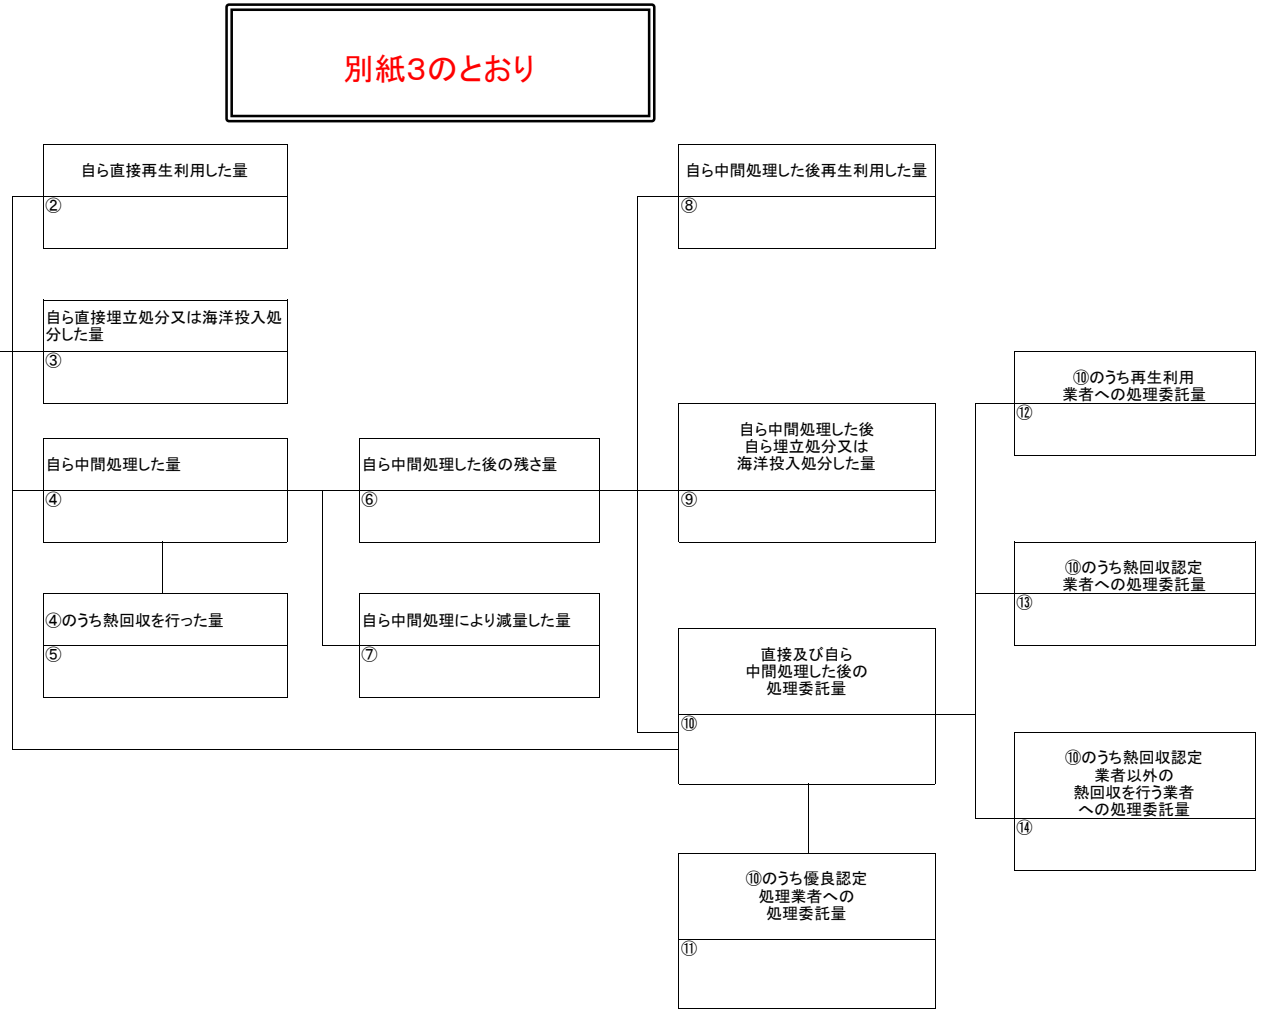 別紙３のとおり
自ら直接再生利用した量
②
自ら中間処理した後再生利用した量
⑧
自ら直接埋立処分又は海洋投入処
分した量
③
⑩のうち再生利用
業者への処理委託量
⑫
自ら中間処理した量
④
自ら中間処理した後の残さ量
⑥
自ら中間処理した後
自ら埋立処分又は
海洋投入処分した量
⑨
⑩のうち熱回収認定
業者への処理委託量
⑬
④のうち熱回収を行った量
⑤
自ら中間処理により減量した量
⑦
直接及び自ら
中間処理した後の
処理委託量
⑩
⑩のうち熱回収認定
業者以外の
熱回収を行う業者
への処理委託量
⑭
⑩のうち優良認定
処理業者への
処理委託量
⑪